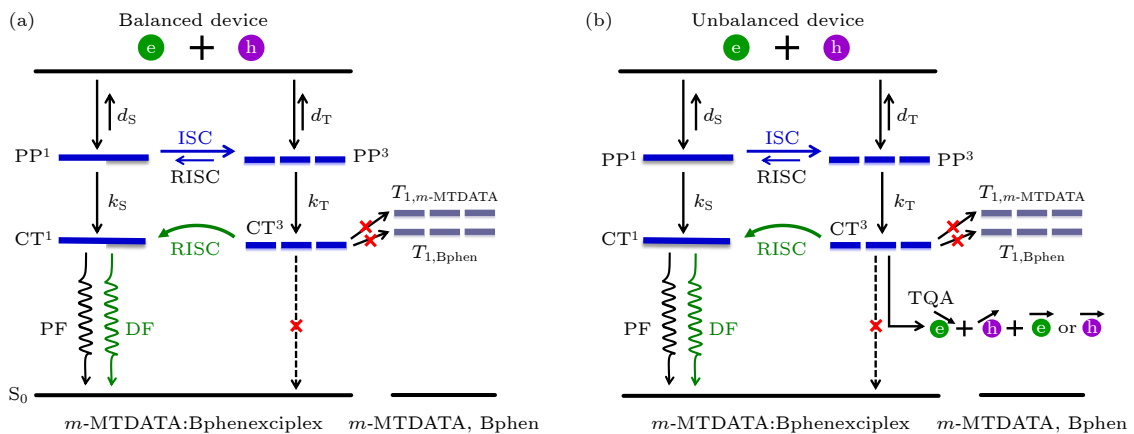 (a)
Balanced device
e + h
d_S
d_T
PP¹
ISC
RISC
PP³
k_S
k_T
T_1,m-MTDATA
CT¹
RISC
CT³
T_1,Bphen
PF
DF
S_0
m-MTDATA:Bphenexciplex
m-MTDATA, Bphen
(b)
Unbalanced device
e + h
d_S
d_T
PP¹
ISC
RISC
PP³
k_S
k_T
T_1,m-MTDATA
CT¹
RISC
CT³
T_1,Bphen
TQA
PF
DF
e + h + e or h
m-MTDATA:Bphenexciplex
m-MTDATA, Bphen